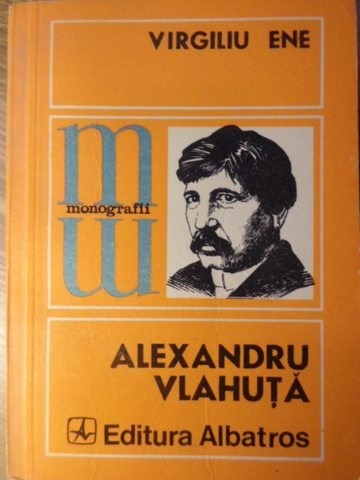 VIRGILIU ENE
m
monografii
m
ALEXANDRU
VLAHUȚĂ
Editura Albatros